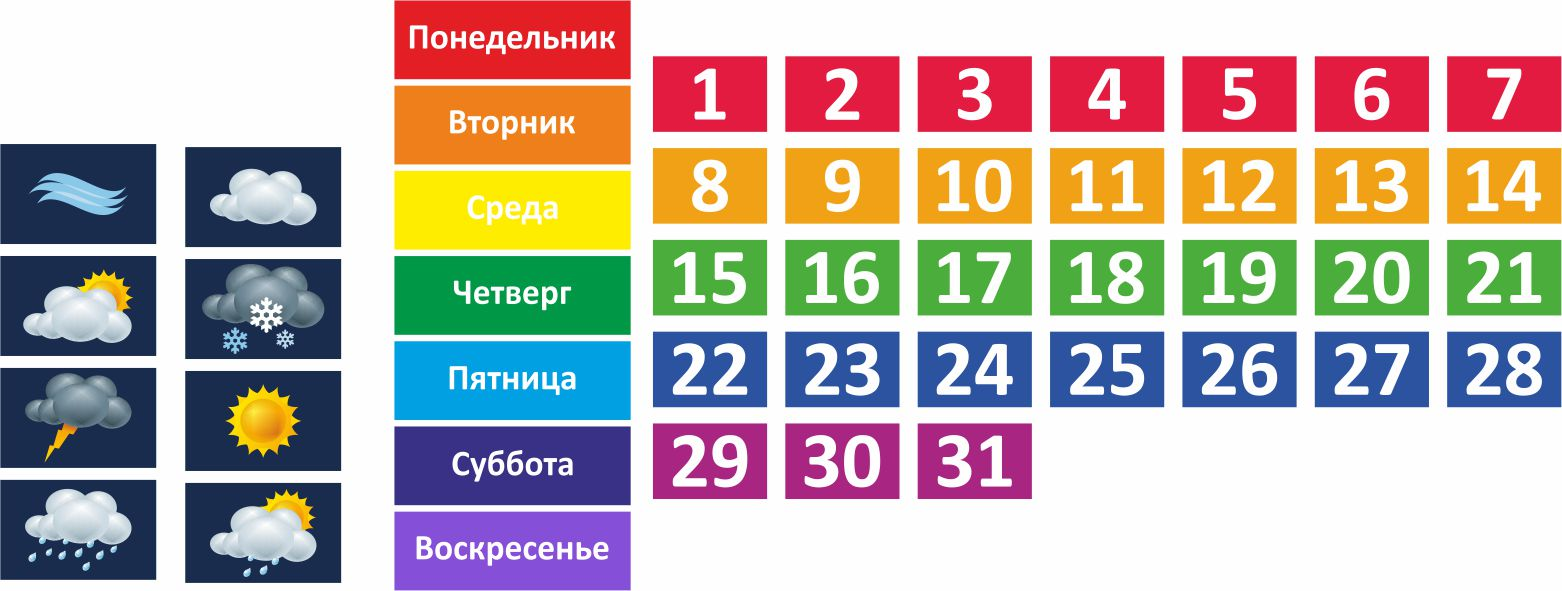 Понедельник
Вторник
Среда
Четверг
Пятница
Суббота
Воскресенье
1 2 3 4 5 6 7
8 9 10 11 12 13 14
15 16 17 18 19 20 21
22 23 24 25 26 27 28
29 30 31